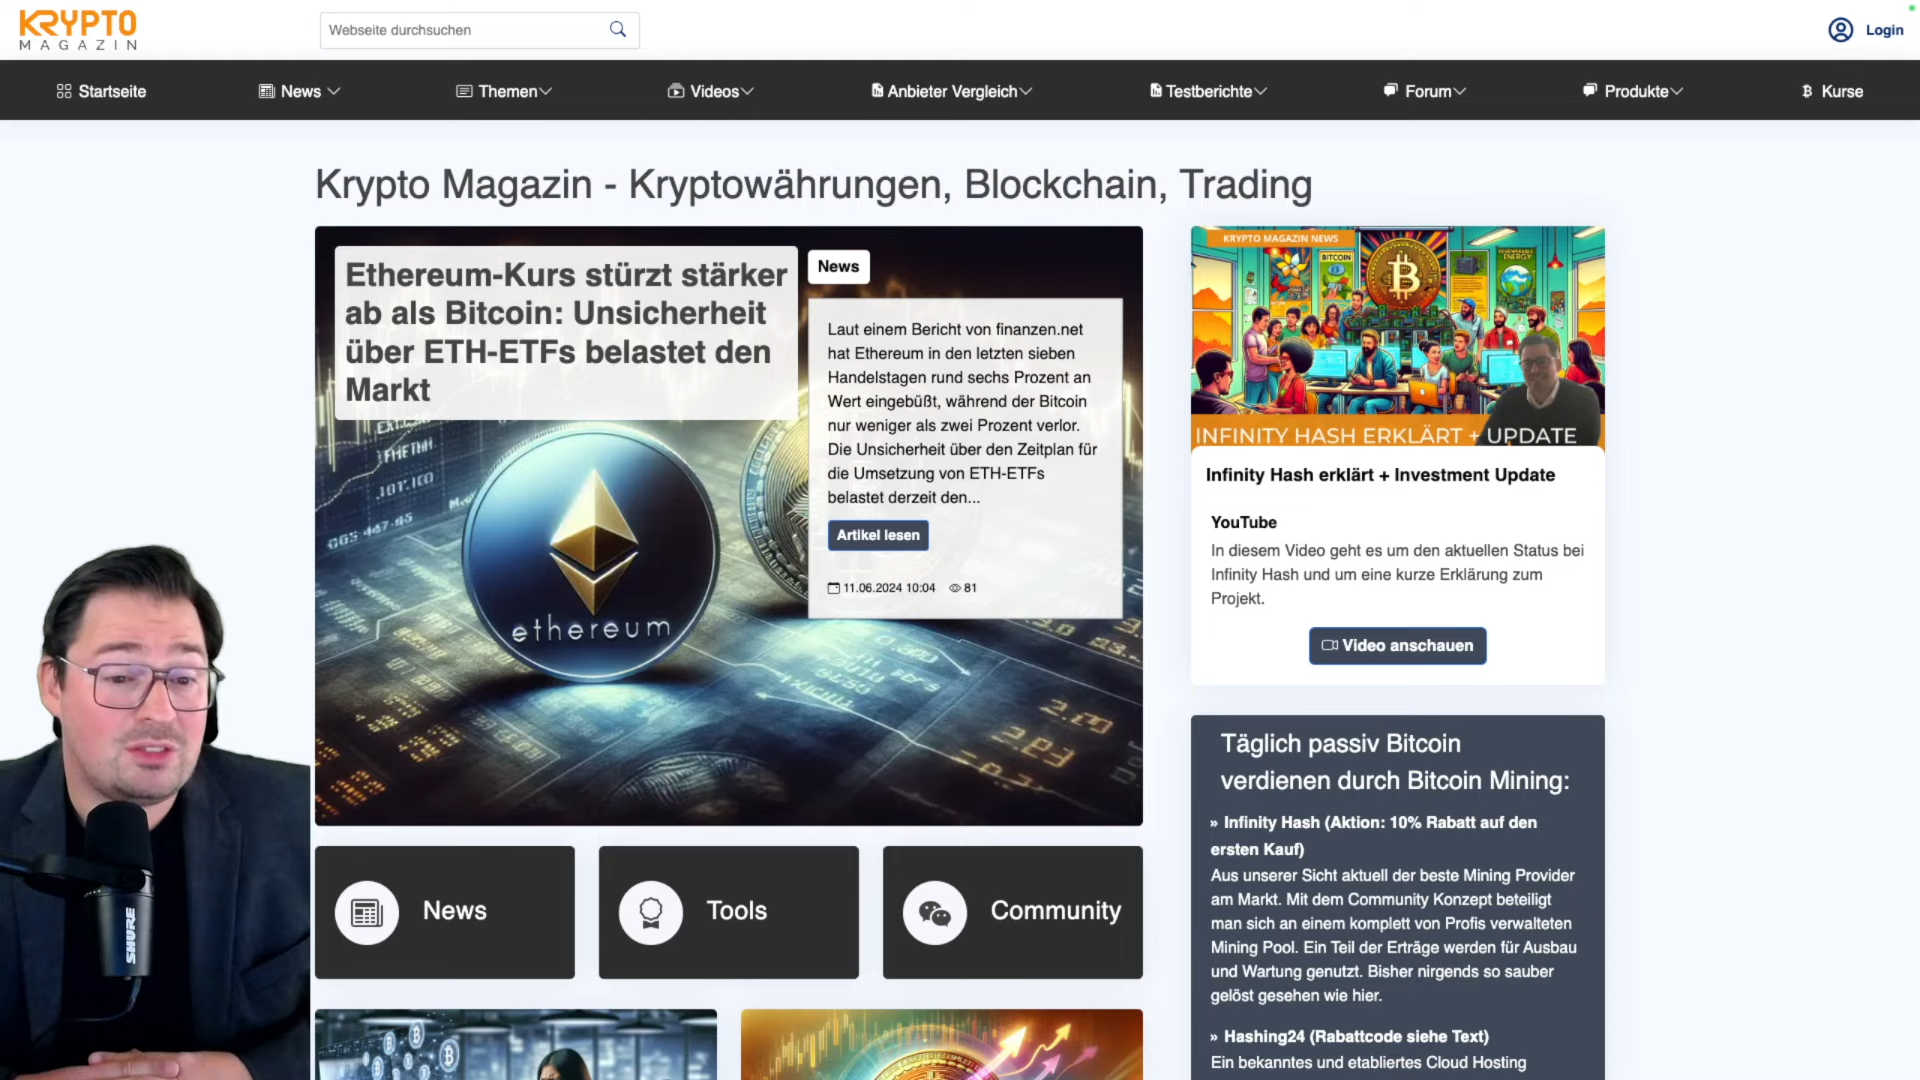 KRYPTO
MAGAZIN
Webseite durchsuchen
Login
Startseite
News
Themen
Videos
Anbieter Vergleich
Testberichte
Forum
Produkte
Kurse
Krypto Magazin - Kryptowährungen, Blockchain, Trading
Ethereum-Kurs stürzt stärker
ab als Bitcoin: Unsicherheit
über ETH-ETFs belastet den
Markt
News
Laut einem Bericht von finanzen.net
hat Ethereum in den letzten sieben
Handelstagen rund sechs Prozent an
Wert eingebüßt, während der Bitcoin
nur weniger als zwei Prozent verlor.
Die Unsicherheit über den Zeitplan für
die Umsetzung von ETH-ETFs
belastet derzeit den...
Artikel lesen
11.06.2024 10:04 81
ethereum
KRYPTO MAGAZIN NEWS
BITCOIN
RENEWABLE
ENERGY
INFINITY HASH ERKLÄRT + UPDATE
Infinity Hash erklärt + Investment Update
YouTube
In diesem Video geht es um den aktuellen Status bei
Infinity Hash und um eine kurze Erklärung zum
Projekt.
Video anschauen
Täglich passiv Bitcoin
verdienen durch Bitcoin Mining:
» Infinity Hash (Aktion: 10% Rabatt auf den
ersten Kauf)
Aus unserer Sicht aktuell der beste Mining Provider
am Markt. Mit dem Community Konzept beteiligt
man sich an einem komplett von Profis verwalteten
Mining Pool. Ein Teil der Erträge werden für Ausbau
und Wartung genutzt. Bisher nirgends so sauber
gelöst gesehen wie hier.
» Hashing24 (Rabattcode siehe Text)
Ein bekanntes und etabliertes Cloud Hosting
News
Tools
Community
SHURE